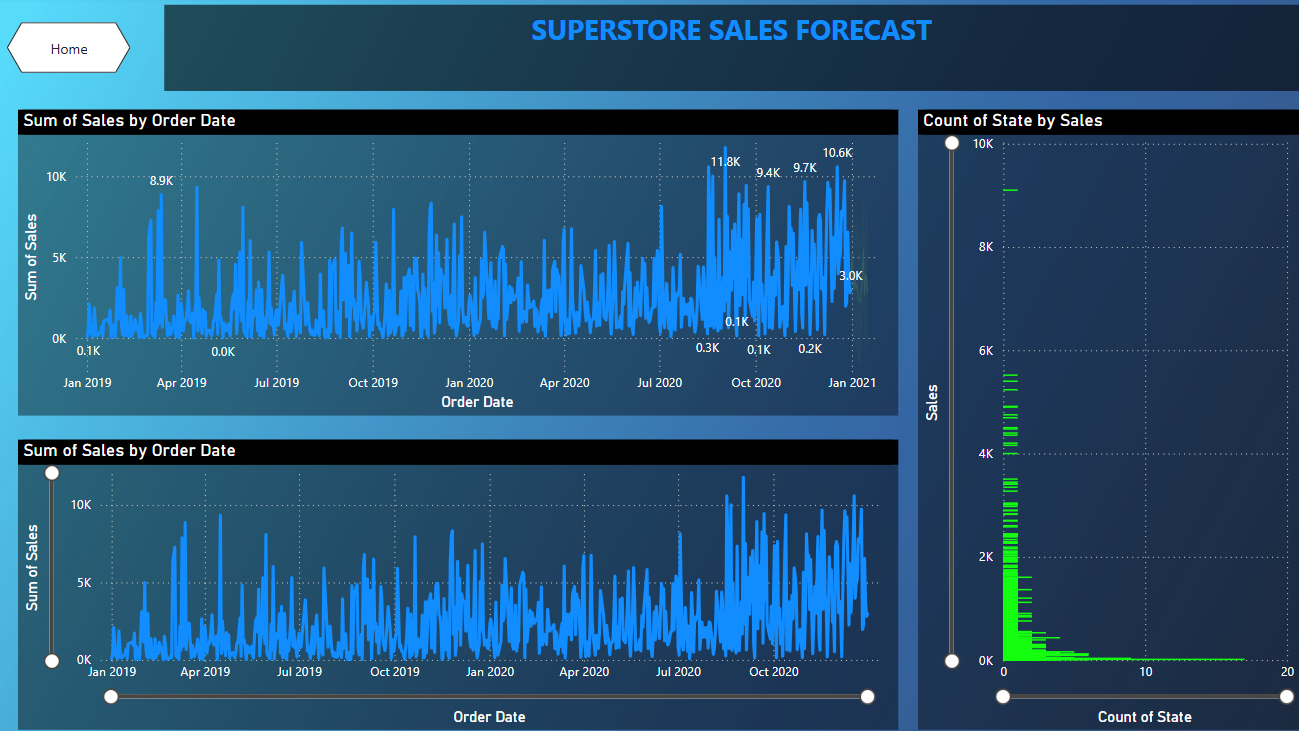 Home
SUPERSTORE SALES FORECAST
Sum of Sales by Order Date
Sum of Sales
10K
5K
0K
8.9K
11.8K
9.4K
9.7K
10.6K
3.0K
0.1K
0.0K
0.3K
0.1K
0.1K
0.2K
Jan 2019 Apr 2019 Jul 2019 Oct 2019 Jan 2020 Apr 2020 Jul 2020 Oct 2020 Jan 2021
Order Date
Sum of Sales by Order Date
Sum of Sales
10K
5K
0K
Jan 2019 Apr 2019 Jul 2019 Oct 2019 Jan 2020 Apr 2020 Jul 2020 Oct 2020
Order Date
Count of State by Sales
Sales
10K
8K
6K
4K
2K
0K
0 10 20
Count of State